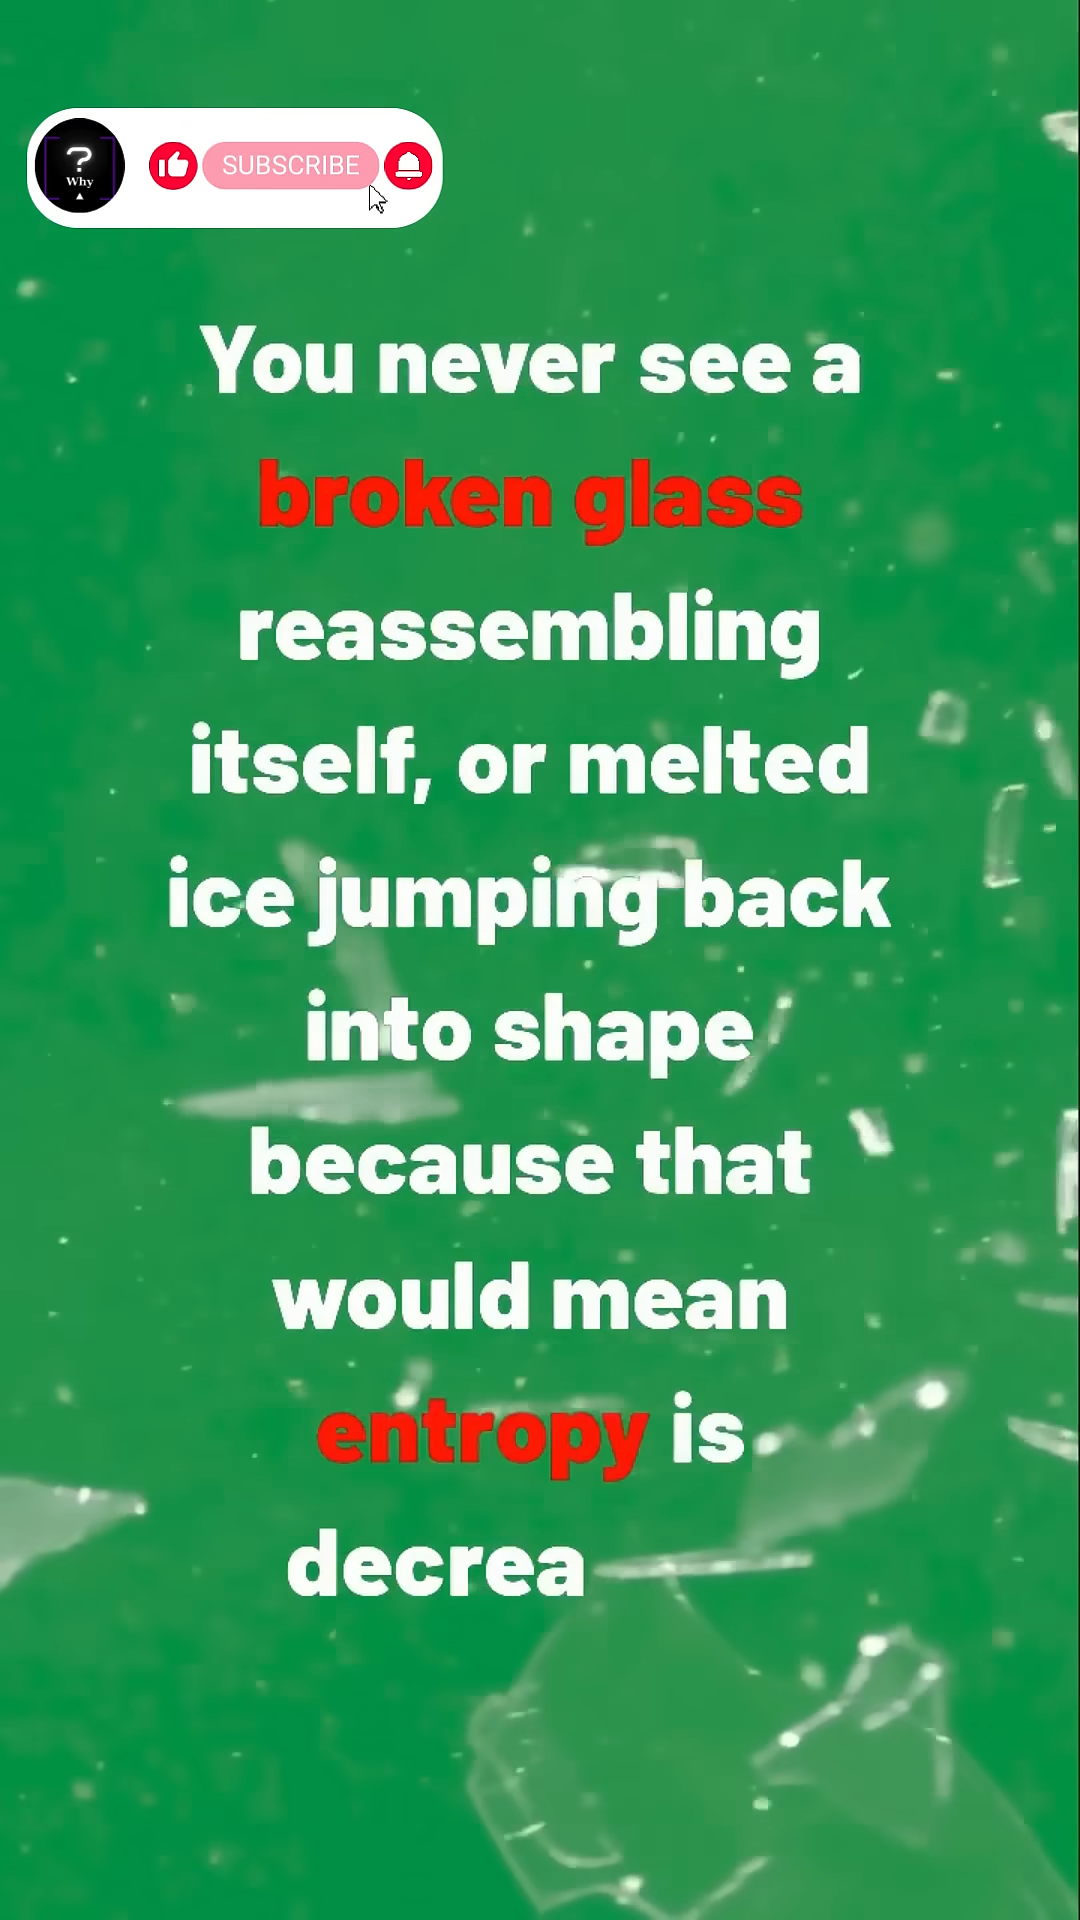 ?
Why
SUBSCRIBE
You never see a
broken glass
reassembling
itself, or melted
ice jumping back
into shape
because that
would mean
entropy is
decrea